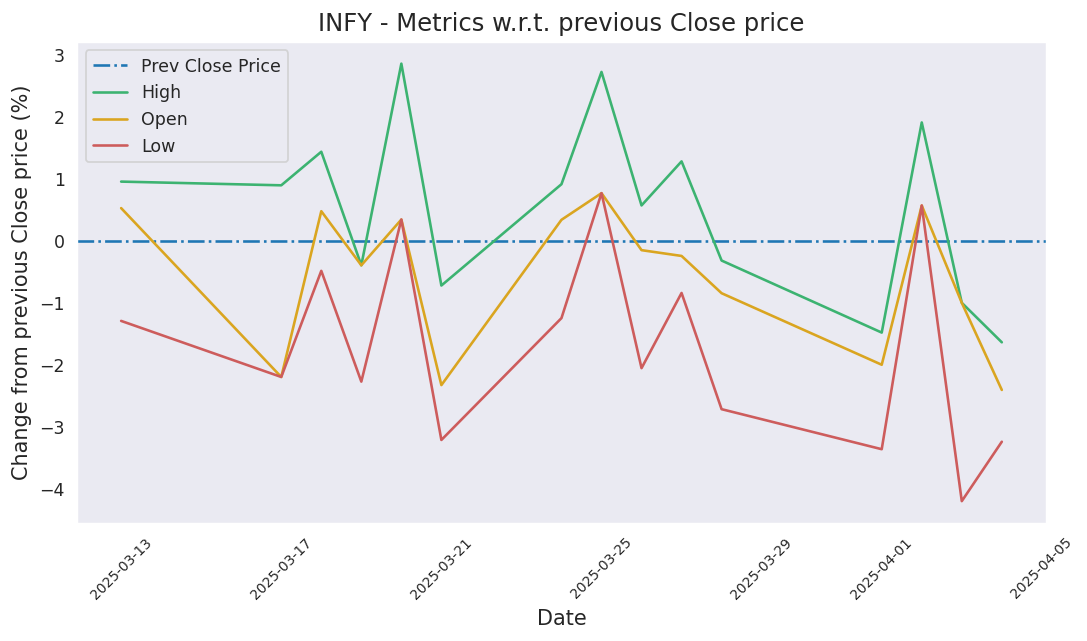 INFY - Metrics w.r.t. previous Close price
Prev Close Price
High
Open
Low
Change from previous Close price (%)
3
2
1
0
−1
−2
−3
−4
2025-03-13
2025-03-17
2025-03-21
2025-03-25
2025-03-29
2025-04-01
2025-04-05
Date